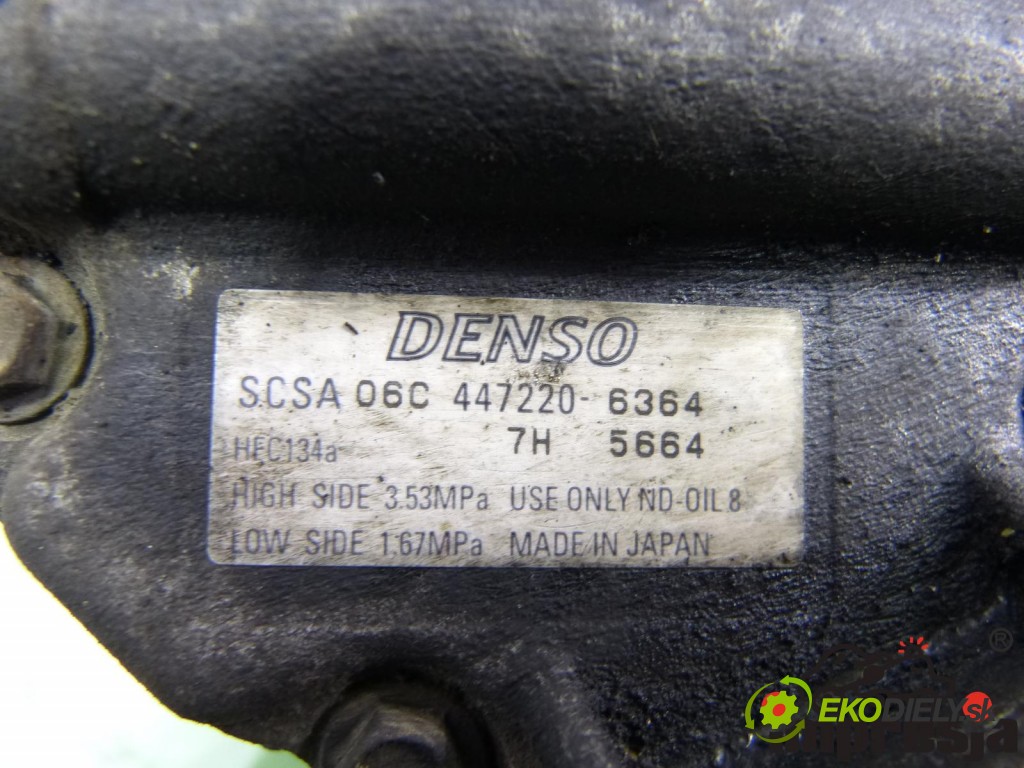 DENSO
SCSA 06C 447220-6364
HFC134a 7H 5664
HIGH SIDE 3.53MPa USE ONLY ND-OIL 8
LOW SIDE 1.67MPa MADE IN JAPAN
®
EKODIELY.sk